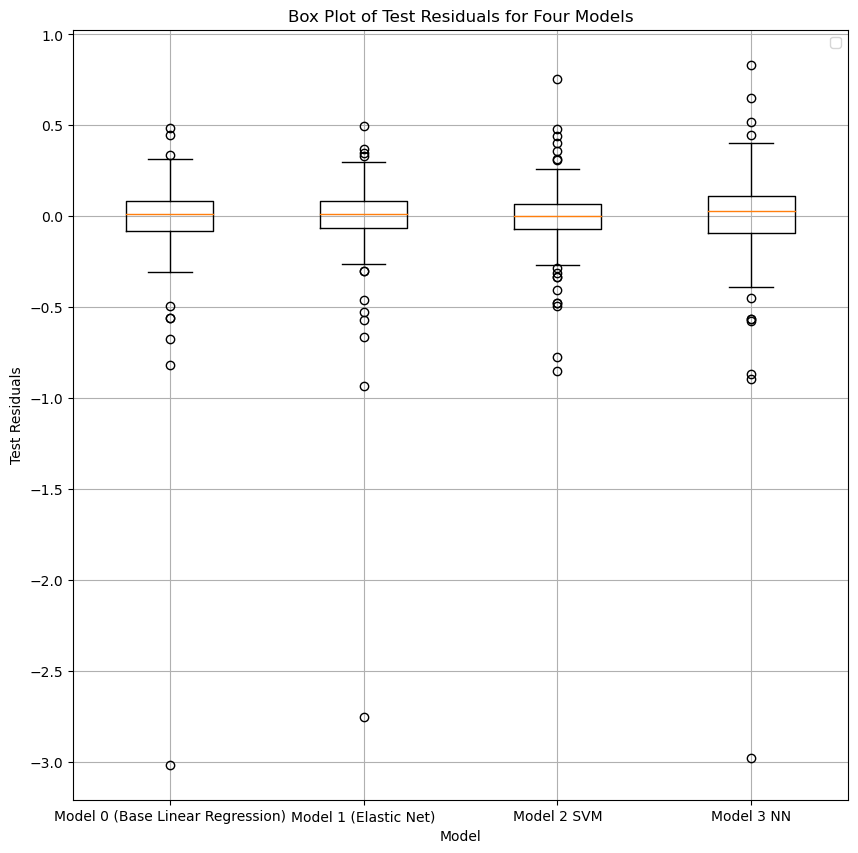 Box Plot of Test Residuals for Four Models
1.0
0.5
0.0
−0.5
−1.0
−1.5
−2.0
−2.5
−3.0
Test Residuals
Model 0 (Base Linear Regression)
Model 1 (Elastic Net)
Model 2 SVM
Model 3 NN
Model